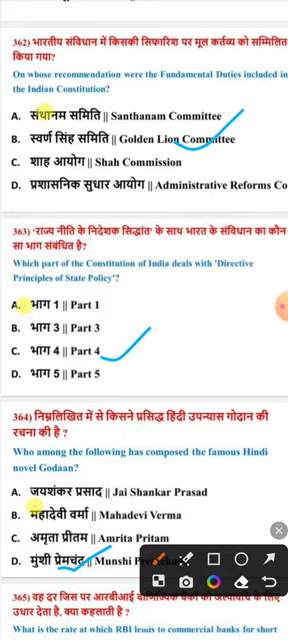 362) भारतीय संविधान में किसकी सिफारिश पर मूल कर्तव्य को सम्मिलित
किया गया?
On whose recommendation were the Fundamental Duties included in
the Indian Constitution?
A. संथानम समिति || Santhanam Committee
B. स्वर्ण सिंह समिति || Golden Lion Committee
C. शाह आयोग || Shah Commission
D. प्रशासनिक सुधार आयोग || Administrative Reforms Co
363) 'राज्य नीति के निदेशक सिद्धांत' के साथ भारत के संविधान का कौन
सा भाग संबंधित है?
Which part of the Constitution of India deals with 'Directive
Principles of State Policy'?
A. भाग 1 || Part 1
B. भाग 3 || Part 3
C. भाग 4 || Part 4
D. भाग 5 || Part 5
364) निम्नलिखित में से किसने प्रसिद्ध हिंदी उपन्यास गोदान की
रचना की है ?
Who among the following has composed the famous Hindi
novel Godaan?
A. जयशंकर प्रसाद || Jai Shankar Prasad
B. महादेवी वर्मा || Mahadevi Verma
C. अमृता प्रीतम || Amrita Pritam
D. मुंशी प्रेमचंद || Munshi
365) वह दर जिस पर आरबीआई वाणिज्यिक बैंकों को के लिए
उधार देता है, क्या कहलाती है ?
What is the rate at which RBI lends to commercial banks for short